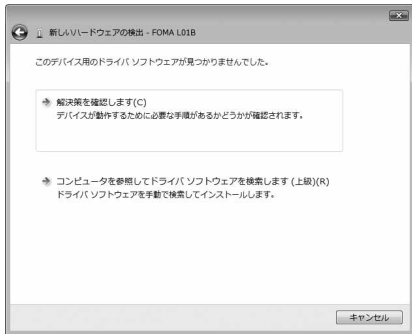 新しいハードウェアの検出 - FOMA L01B
このデバイス用のドライバ ソフトウェアが見つかりませんでした。
解決策を確認します(C)
デバイスが動作するために必要な手順があるかどうかが確認されます。
コンピュータを参照してドライバ ソフトウェアを検索します (上級)(R)
ドライバ ソフトウェアを手動で検索してインストールします。
キャンセル